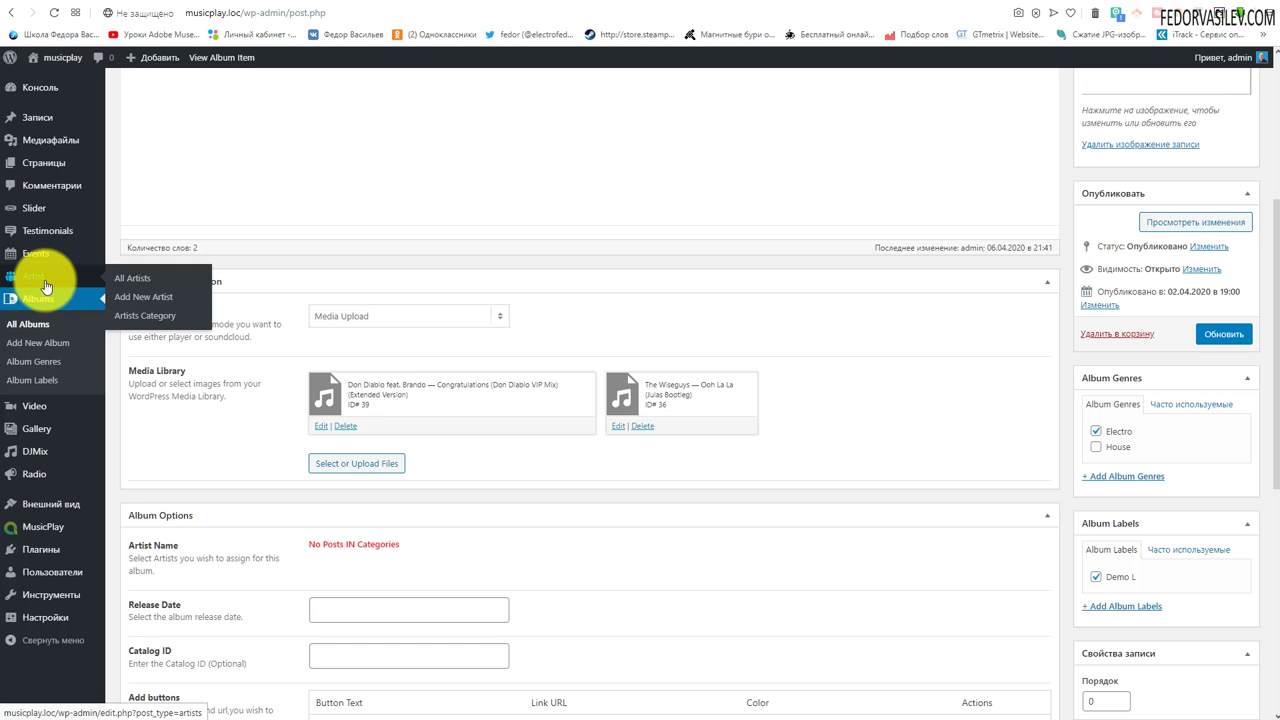 Не защищено
musicplay.loc/wp-admin/post.php
FEDORVASILEV.COM
Школа Федора Вас...
Уроки Adobe Muse...
Личный кабинет -...
Федор Васильев
(2) Одноклассники
fedor (@electrofed...
http://store.steamp...
Магнитные бури о...
Бесплатный онлай...
Подбор слов
GTmetrix | Website...
Сжатие JPG-изобр...
iTrack - Сервис оп...
musicplay
0
Добавить
View Album Item
Привет, admin
Консоль
Записи
Медиафайлы
Страницы
Комментарии
Slider
Testimonials
Events
Artist
Albums
All Artists
Add New Artist
Artists Category
All Albums
Add New Album
Album Genres
Album Labels
Video
Gallery
DJMix
Radio
Внешний вид
MusicPlay
Плагины
Пользователи
Инструменты
Настройки
Свернуть меню
musicplay.loc/wp-admin/edit.php?post_type=artists
Количество слов: 2
Последнее изменение: admin; 06.04.2020 в 21:41
on
mode you want to
use either player or soundcloud.
Media Upload
Media Library
Upload or select images from your
WordPress Media Library.
Don Diablo feat. Brando — Congratulations (Don Diablo VIP Mix)
(Extended Version)
ID# 39
Edit | Delete
The Wiseguys — Ooh La La
(Julas Bootleg)
ID# 36
Edit | Delete
Select or Upload Files
Album Options
Artist Name
Select Artists you wish to assign for this
album.
No Posts IN Categories
Release Date
Select the album release date.
Catalog ID
Enter the Catalog ID (Optional)
Add buttons
nd url,you wish to
Button Text
Link URL
Color
Actions
Нажмите на изображение, чтобы
изменить или обновить его
Удалить изображение записи
Опубликовать
Просмотреть изменения
Статус: Опубликовано Изменить
Видимость: Открыто Изменить
Опубликовано в: 02.04.2020 в 19:00
Изменить
Удалить в корзину
Обновить
Album Genres
Album Genres
Часто используемые
Electro
House
+ Add Album Genres
Album Labels
Album Labels
Часто используемые
Demo L
+ Add Album Labels
Свойства записи
Порядок
0